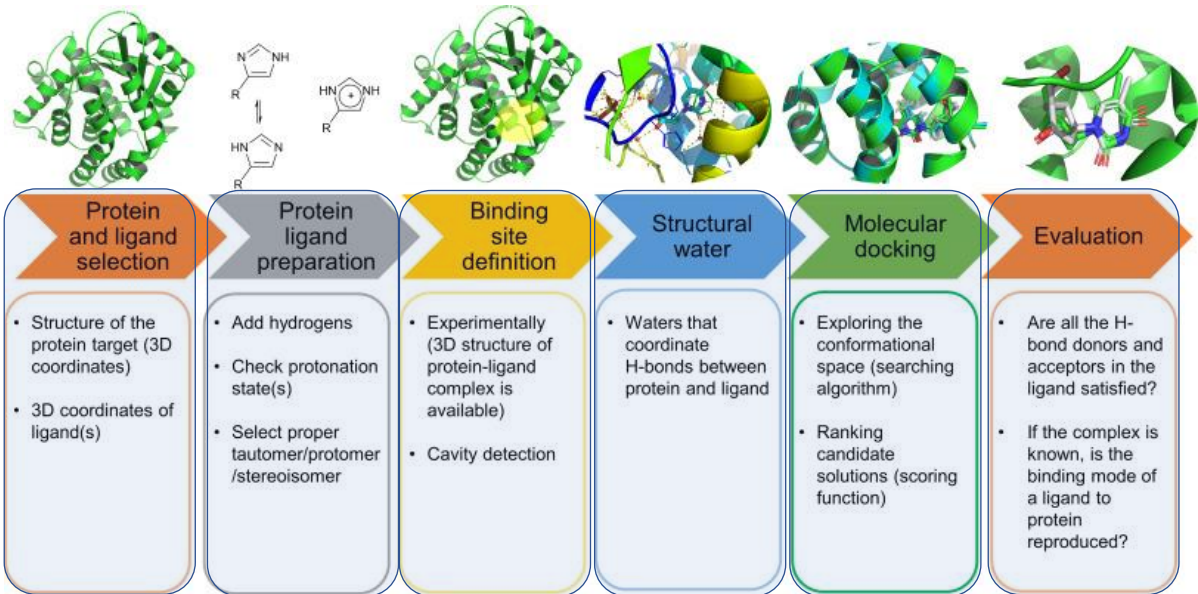 N
NH
R
HN
N
R
HN
NH
+
R
Protein
and ligand
selection
Protein
ligand
preparation
Binding
site
definition
Structural
water
Molecular
docking
Evaluation
• Structure of the
protein target (3D
coordinates)
• 3D coordinates of
ligand(s)
• Add hydrogens
• Check protonation
state(s)
• Select proper
tautomer/protomer
/stereoisomer
• Experimentally
(3D structure of
protein-ligand
complex is
available)
• Cavity detection
• Waters that
coordinate
H-bonds between
protein and ligand
• Exploring the
conformational
space (searching
algorithm)
• Ranking
candidate
solutions (scoring
function)
• Are all the H-
bond donors and
acceptors in the
ligand satisfied?
• If the complex is
known, is the
binding mode of
a ligand to
protein
reproduced?